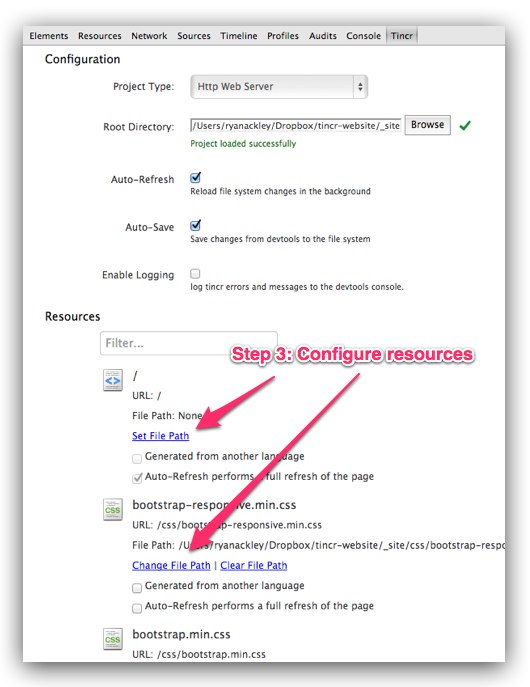 Elements Resources Network Sources Timeline Profiles Audits Console Tincr
Configuration
Project Type: Http Web Server
Root Directory: /Users/ryanackley/Dropbox/tincr-website/_site Browse
Project loaded successfully
Auto-Refresh
Reload file system changes in the background
Auto-Save
Save changes from devtools to the file system
Enable Logging
log tincr errors and messages to the devtools console.
Resources
Filter...
Step 3: Configure resources
/
URL: /
File Path: None
Set File Path
Generated from another language
Auto-Refresh performs a full refresh of the page
CSS bootstrap-responsive.min.css
URL: /css/bootstrap-responsive.min.css
File Path: /Users/ryanackley/Dropbox/tincr-website/_site/css/bootstrap-respo
Change File Path | Clear File Path
Generated from another language
Auto-Refresh performs a full refresh of the page
CSS bootstrap.min.css
URL: /css/bootstrap.min.css